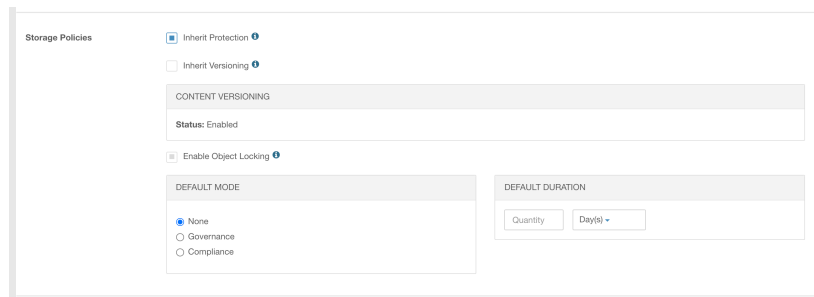 Storage Policies
Inherit Protection
Inherit Versioning
CONTENT VERSIONING
Status: Enabled
Enable Object Locking
DEFAULT MODE
None
Governance
Compliance
DEFAULT DURATION
Quantity
Day(s)